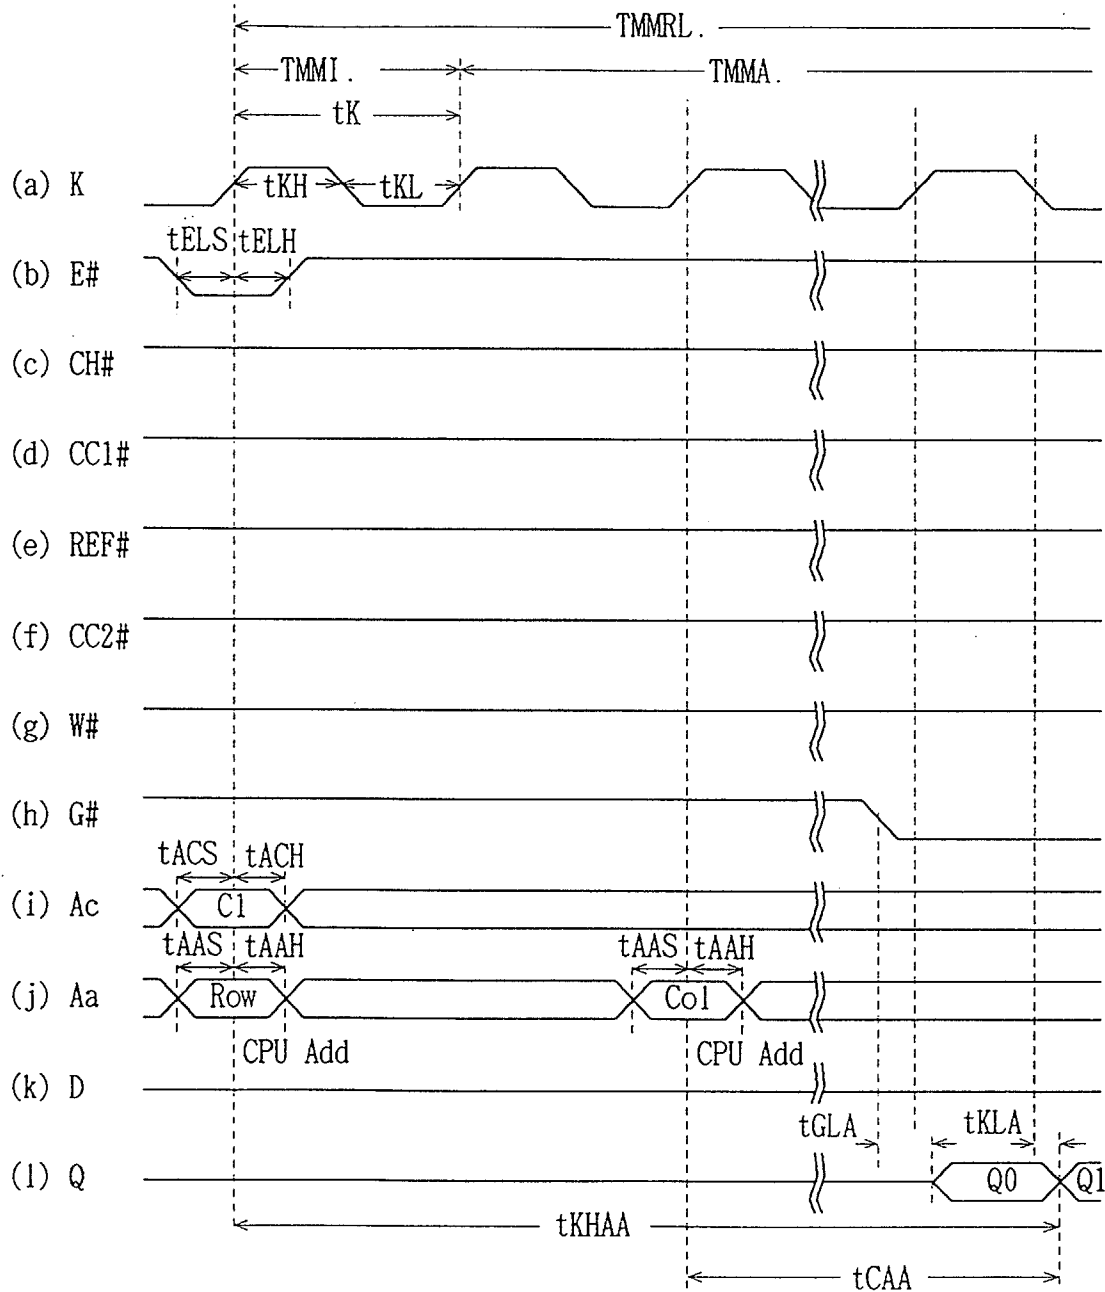 TMMRL.
TMMI. TMMA.
tK
(a) K tKH tKL
tELS tELH
(b) E#
(c) CH#
(d) CC1#
(e) REF#
(f) CC2#
(g) W#
(h) G#
tACS tACH
(i) Ac C1
tAAS tAAH tAAS tAAH
(j) Aa Row Col
CPU Add CPU Add
(k) D
tGLA tKLA
(l) Q Q0 Q1
tKHAA
tCAA